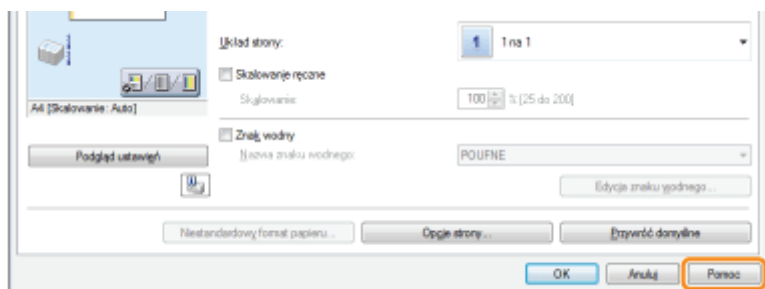 Układ strony:
1 1 na 1
Skalowanie ręczne
Skalowanie:
100 % [25 do 200]
A4 [Skalowanie: Auto]
Znak wodny
Podgląd ustawień
Nazwa znaku wodnego:
POUFNE
Edycja znaku wodnego...
Niestandardowy format papieru...
Opcje strony...
Przywróć domyślne
OK
Anuluj
Pomoc